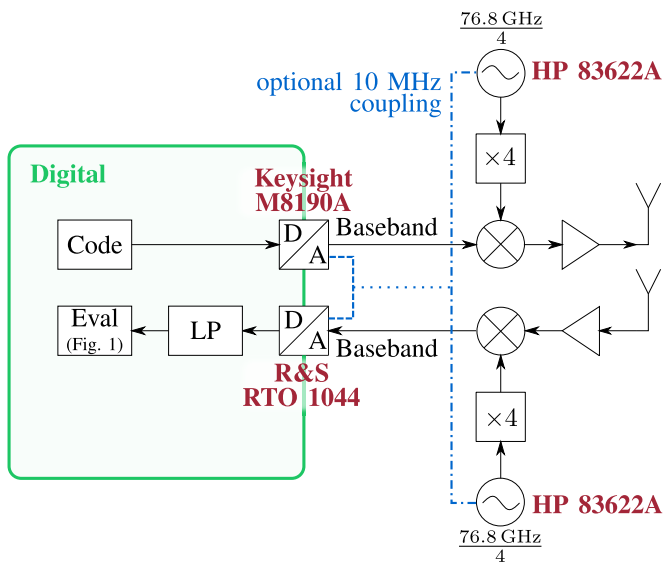 76.8 GHz
4
HP 83622A
optional 10 MHz
coupling
×4
Digital
Keysight
M8190A
Code
D
A
Baseband
Eval
(Fig. 1)
LP
D
A
Baseband
R&S
RTO 1044
×4
HP 83622A
76.8 GHz
4